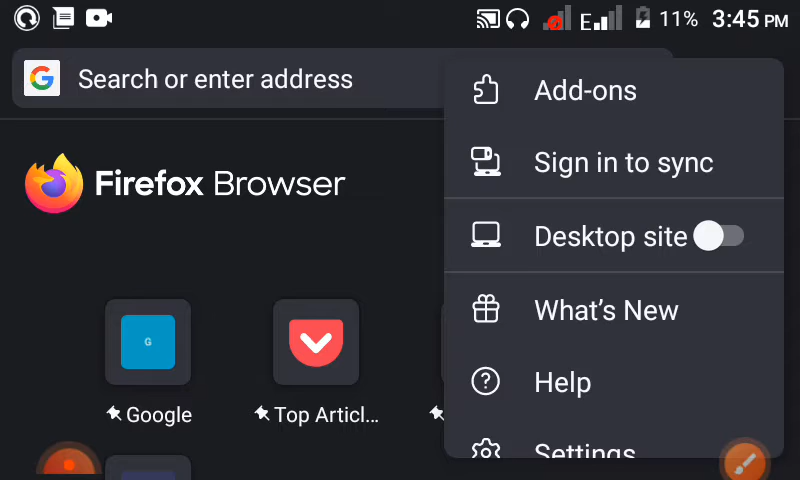 E 11% 3:45 PM
Search or enter address
Add-ons
Sign in to sync
Firefox Browser
Desktop site
What's New
G
Help
Google
Top Articl...
Settings